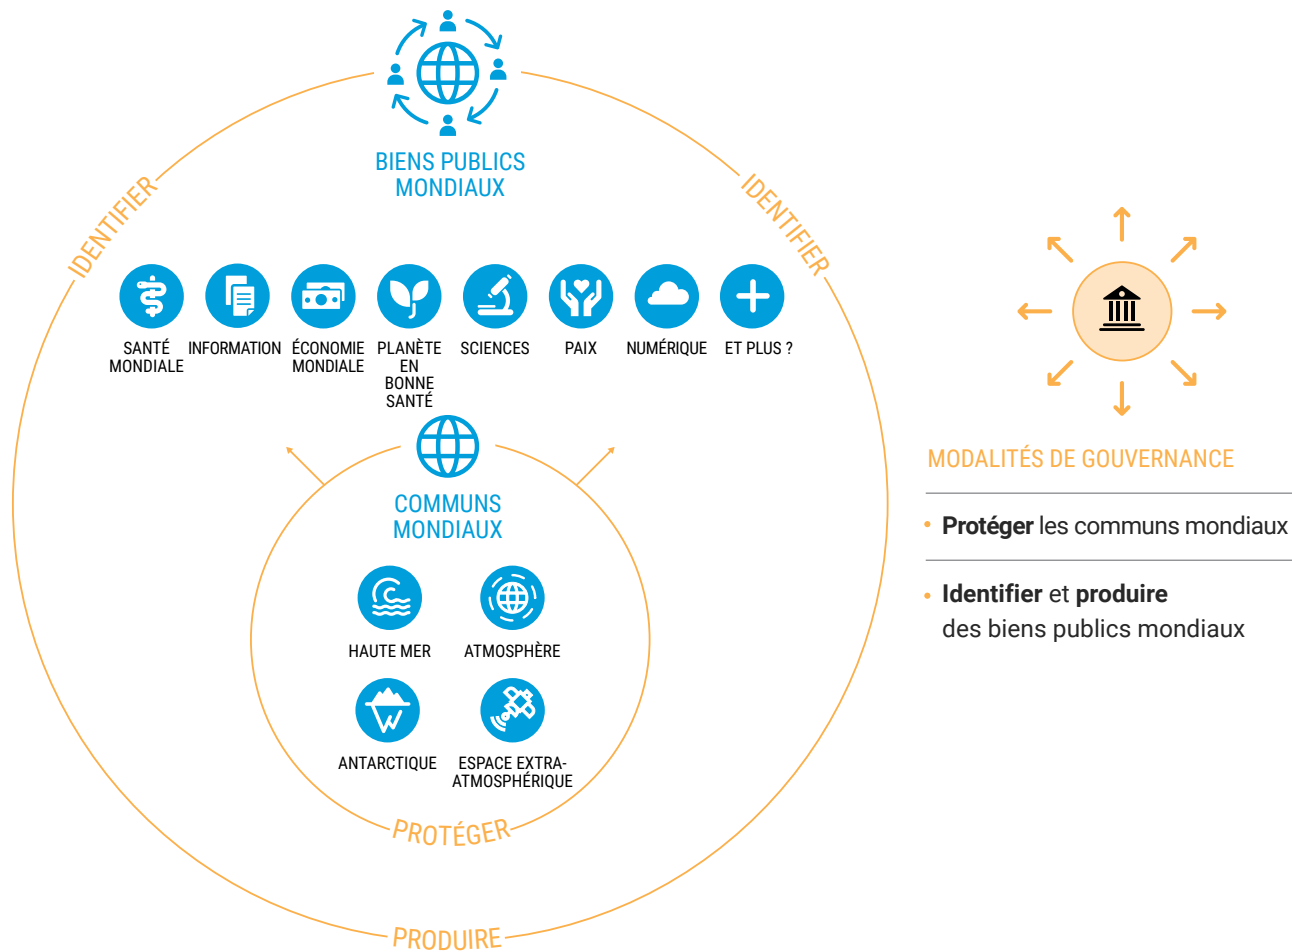 BIENS PUBLICS
MONDIAUX
IDENTIFIER
IDENTIFIER
SANTÉ
MONDIALE
INFORMATION
ÉCONOMIE
MONDIALE
PLANÈTE
EN
BONNE
SANTÉ
SCIENCES
PAIX
NUMÉRIQUE
ET PLUS ?
COMMUNS
MONDIAUX
HAUTE MER
ATMOSPHÈRE
ANTARCTIQUE
ESPACE EXTRA-
ATMOSPHÉRIQUE
PROTÉGER
PRODUIRE
MODALITÉS DE GOUVERNANCE
• Protéger les communs mondiaux
• Identifier et produire
des biens publics mondiaux